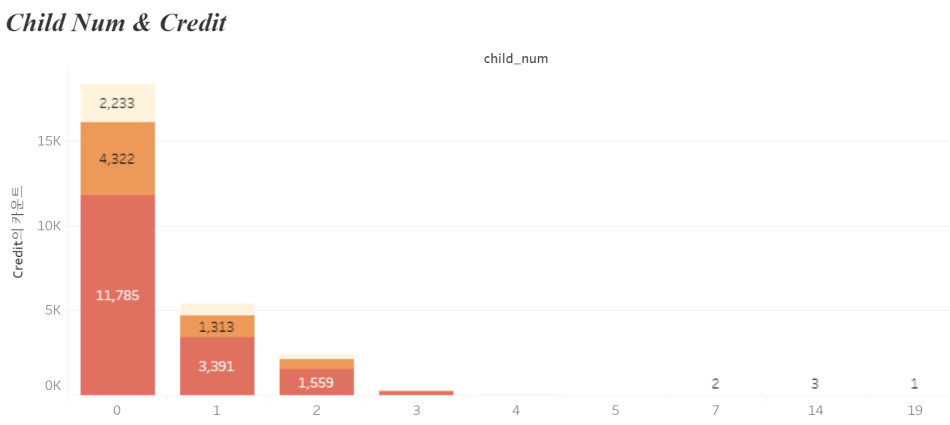 Child Num & Credit
child_num
2,233
15K
4,322
10K
Credit의 카운트
11,785
5K
1,313
3,391
1,559
0K
2
3
1
0 1 2 3 4 5 7 14 19